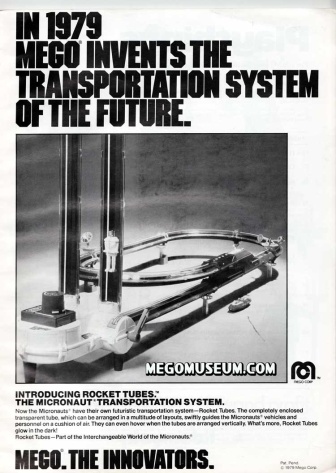 IN 1979
MEGO® INVENTS THE
TRANSPORTATION SYSTEM
OF THE FUTURE.
MEGOMUSEUM.COM
MEGO CORP
INTRODUCING ROCKET TUBES.™
THE MICRONAUT™ TRANSPORTATION SYSTEM.
Now the Micronauts® have their own futuristic transportation system—Rocket Tubes. The completely enclosed
transparent tube, which can be arranged in a multitude of layouts, swiftly guides the Micronauts® vehicles and
personnel on a cushion of air. They can even hover when the tubes are arranged vertically. What's more, Rocket Tubes
glow in the dark!
Rocket Tubes—Part of the Interchangeable World of the Micronauts®
MEGO. THE INNOVATORS.
Pat. Pend.
© 1979 Mego Corp.